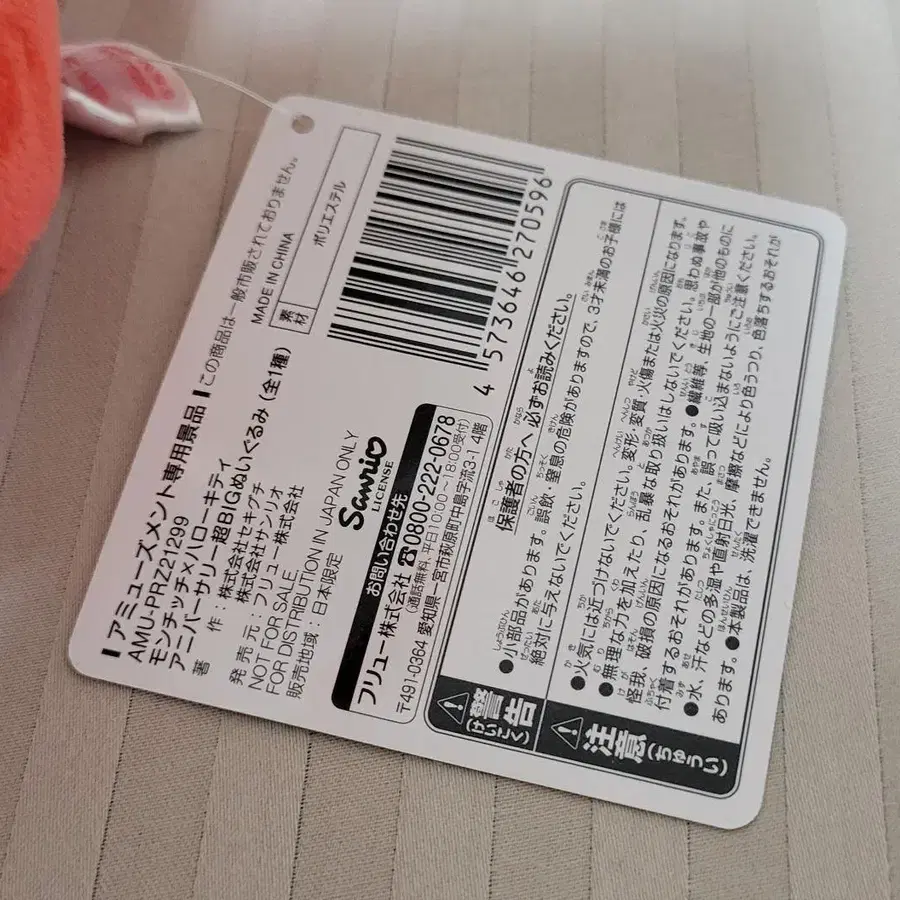 アミューズメント専用景品 この商品は一般市販されておりません。
AMU-PRZ21299
MADE IN CHINA
モンチッチ×ハローキティ
アニバーサリー超BIGぬいぐるみ（全1種）
素材 ポリエステル
著作：株式会社セキグチ
株式会社サンリオ
発売元：フリュー株式会社
NOT FOR SALE.
FOR DISTRIBUTION IN JAPAN ONLY
販売地域：日本限定
Sanrio
LICENSE
4 573646 270596
お問い合わせ先
フリュー株式会社 ☎0800-222-0678
（通話無料、平日10:00～18:00受付）
〒491-0364 愛知県一宮市萩原町中島字流3-1 4階
警告（けいこく）
保護者の方へ 必ずお読みください。
●小部品があります。誤飲、窒息の危険がありますので、3才未満のお子様には
絶対に与えないでください。
注意（ちゅうい）
●火気には近づけないでください。変形、変質・火傷または火災の原因になります。
●無理な力を加えたり、乱暴な取り扱いはしないでください。思わぬ事故や
怪我、破損の原因になるおそれがあります。●繊維等、生地の一部が他のものに
付着するおそれがあります。また、誤って吸い込まないようにご注意ください。
●水、汗などの多湿や直射日光、摩擦などにより色うつり、色落ちするおそれが
あります。●本製品は、洗濯できません。